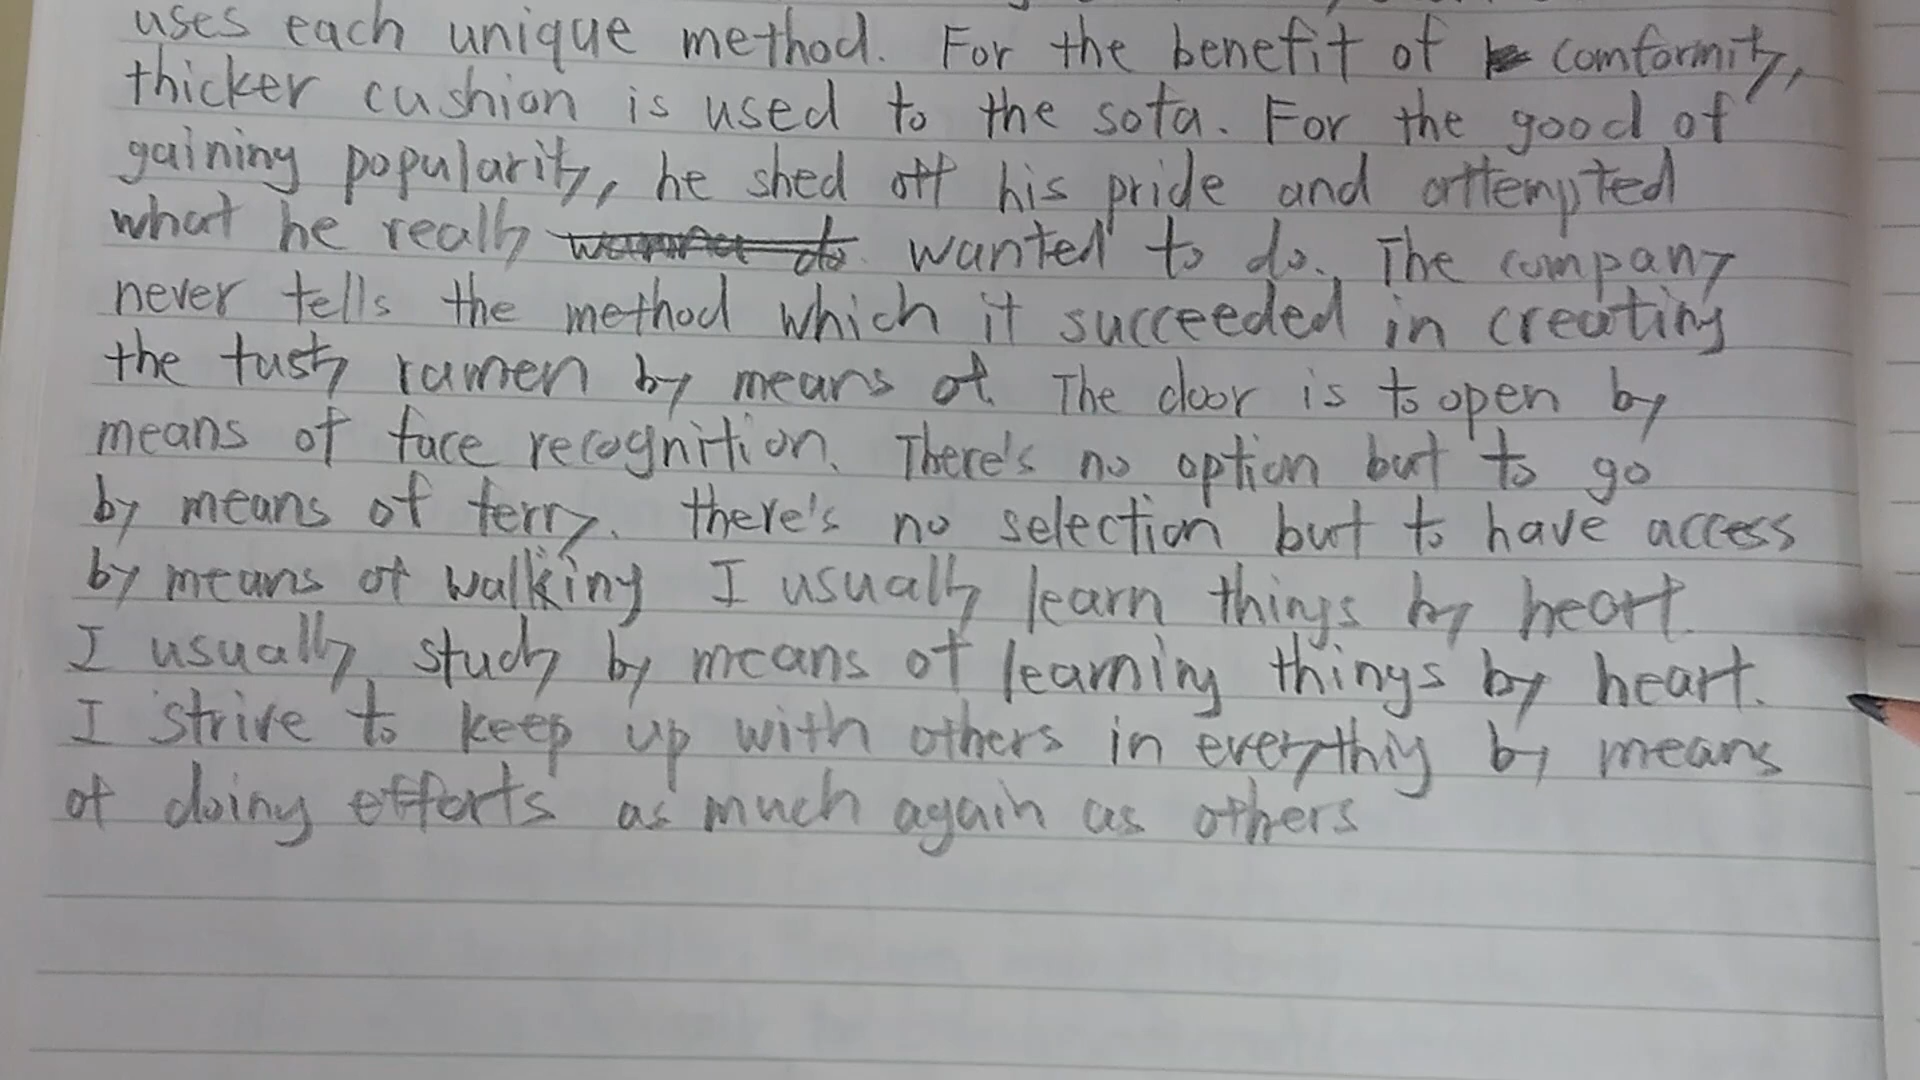 uses each unique method. For the benefit of comformity,
thicker cushion is used to the sofa. For the good of
gaining popularity, he shed off his pride and attempted
what he really wanna do wanted to do. The company
never tells the method which it succeeded in creating
the tasty ramen by means of. The door is to open by
means of face recognition. There's no option but to go
by means of ferry. there's no selection but to have access
by means of walking I usually learn things by heart.
I usually study by means of learning things by heart.
I strive to keep up with others in everythig by means
of doing efforts as much again as others